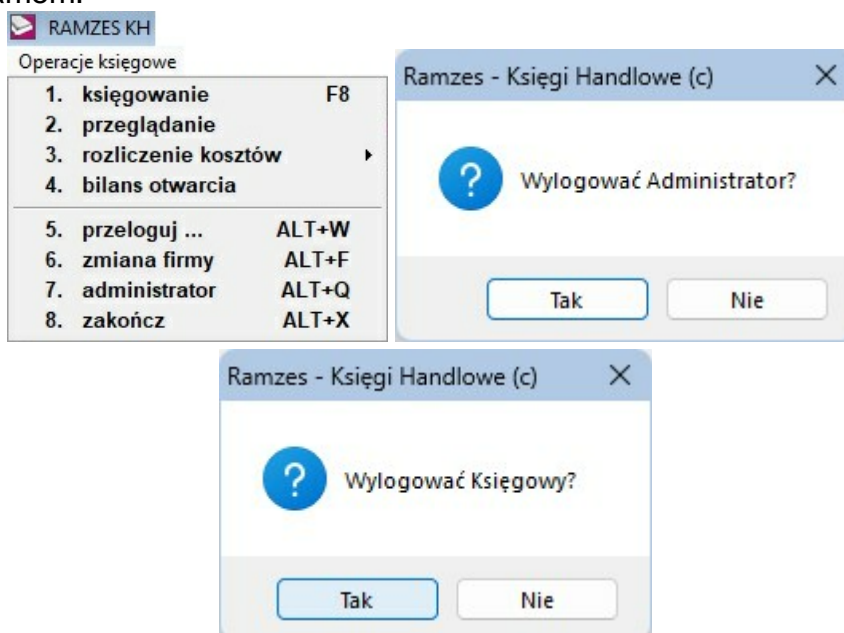 RAMZES KH
Operacje księgowe
1. księgowanie F8
2. przeglądanie
3. rozliczenie kosztów
4. bilans otwarcia
5. przeloguj ... ALT+W
6. zmiana firmy ALT+F
7. administrator ALT+Q
8. zakończ ALT+X
Ramzes - Księgi Handlowe (c)
Wylogować Administrator?
Tak Nie
Ramzes - Księgi Handlowe (c)
Wylogować Księgowy?
Tak Nie